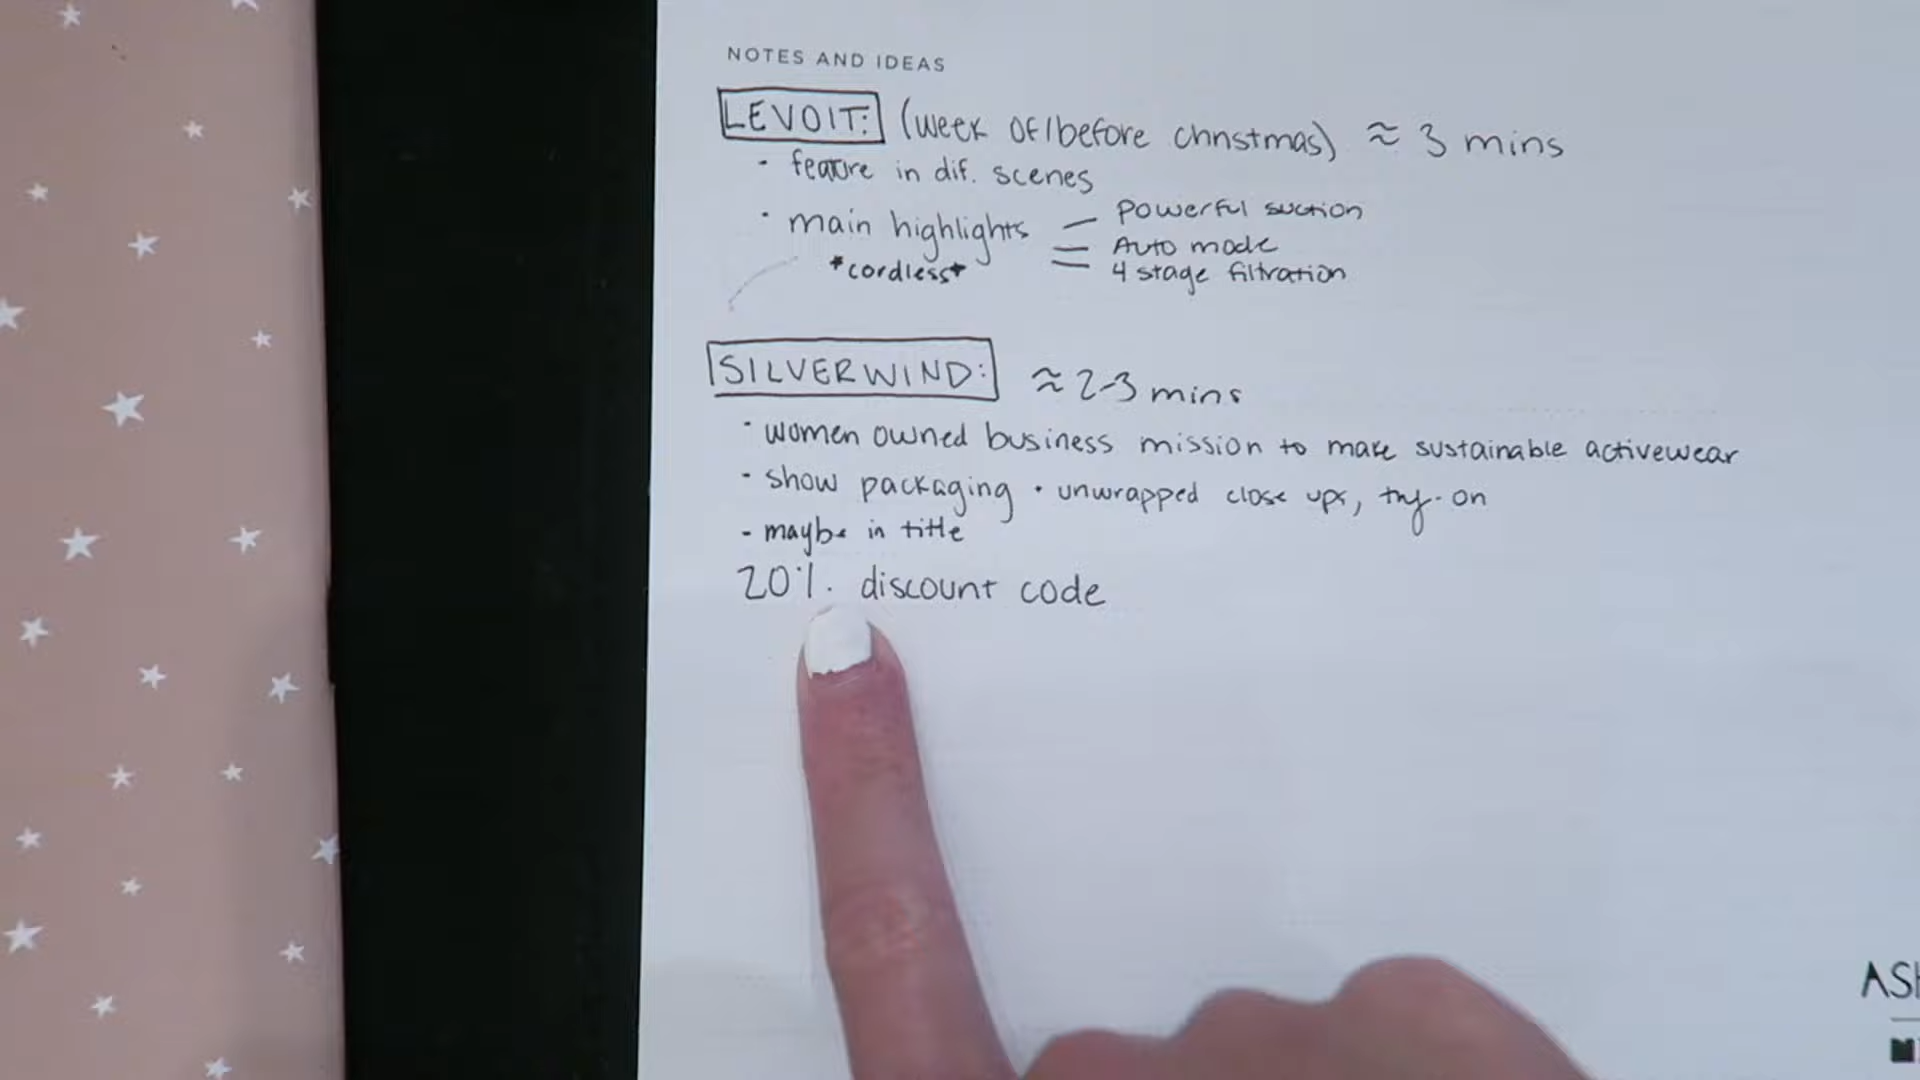 NOTES AND IDEAS
LEVOIT: (week of/before christmas) ≈ 3 mins
· feature in dif. scenes
· main highlights
*cordless*
- powerful suction
- Auto mode
- 4 stage filtration
SILVERWIND: ≈ 2-3 mins
· women owned business mission to make sustainable activewear
- show packaging · unwrapped close ups, try-on
- maybe in title
20% discount code